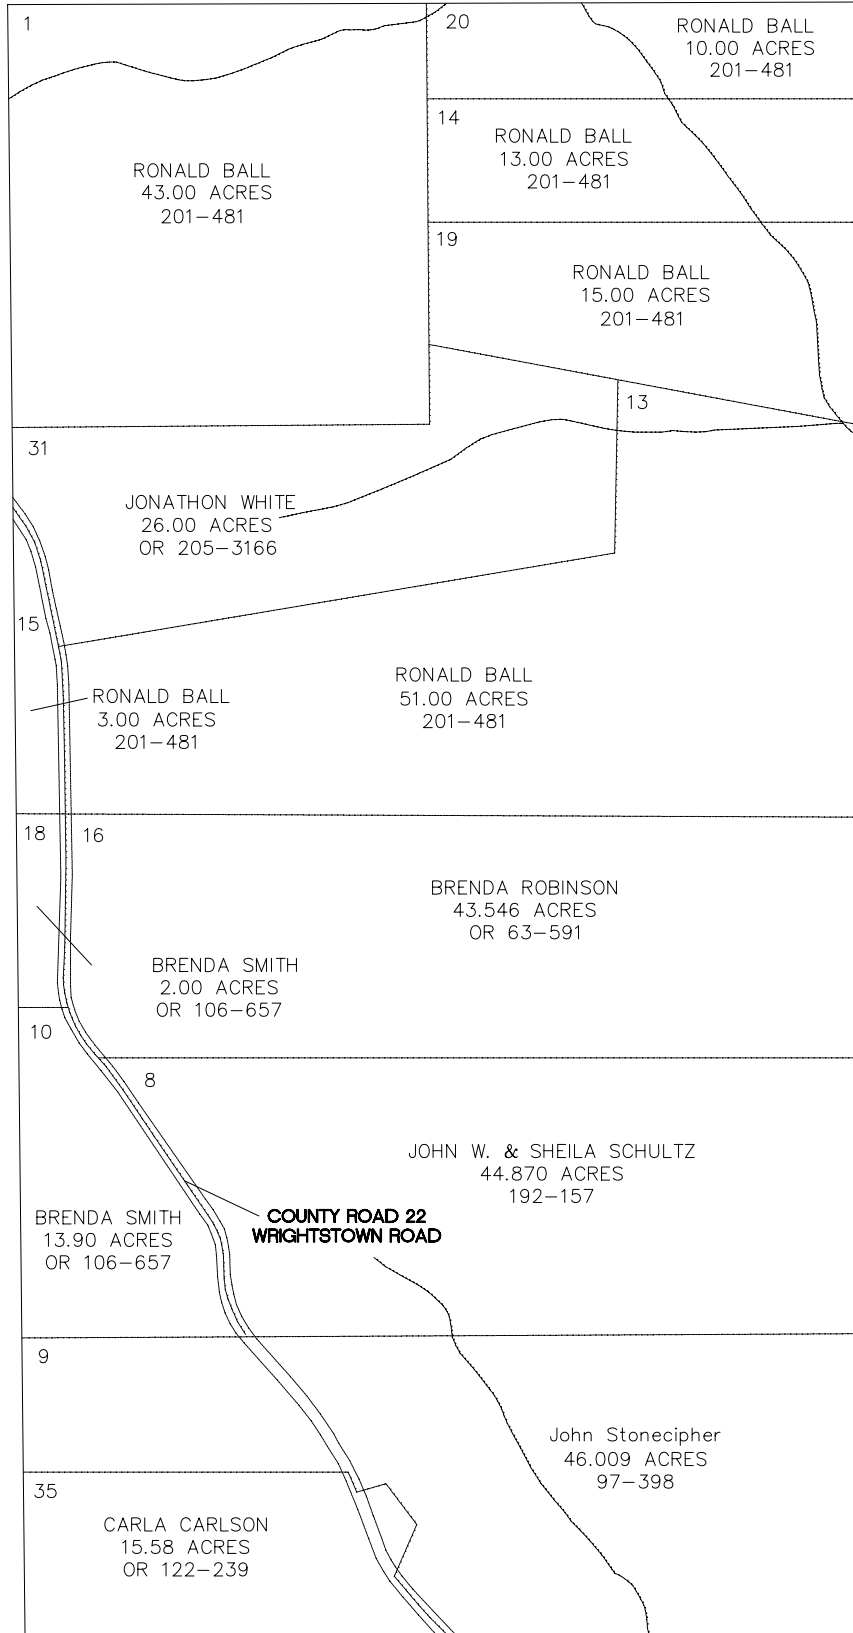 1
20
RONALD BALL
10.00 ACRES
201-481
14
RONALD BALL
13.00 ACRES
201-481
RONALD BALL
43.00 ACRES
201-481
19
RONALD BALL
15.00 ACRES
201-481
13
31
JONATHON WHITE
26.00 ACRES
OR 205-3166
15
RONALD BALL
3.00 ACRES
201-481
RONALD BALL
51.00 ACRES
201-481
18
16
BRENDA ROBINSON
43.546 ACRES
OR 63-591
BRENDA SMITH
2.00 ACRES
OR 106-657
10
8
JOHN W. & SHEILA SCHULTZ
44.870 ACRES
192-157
BRENDA SMITH
13.90 ACRES
OR 106-657
COUNTY ROAD 22
WRIGHTSTOWN ROAD
9
John Stonecipher
46.009 ACRES
97-398
35
CARLA CARLSON
15.58 ACRES
OR 122-239